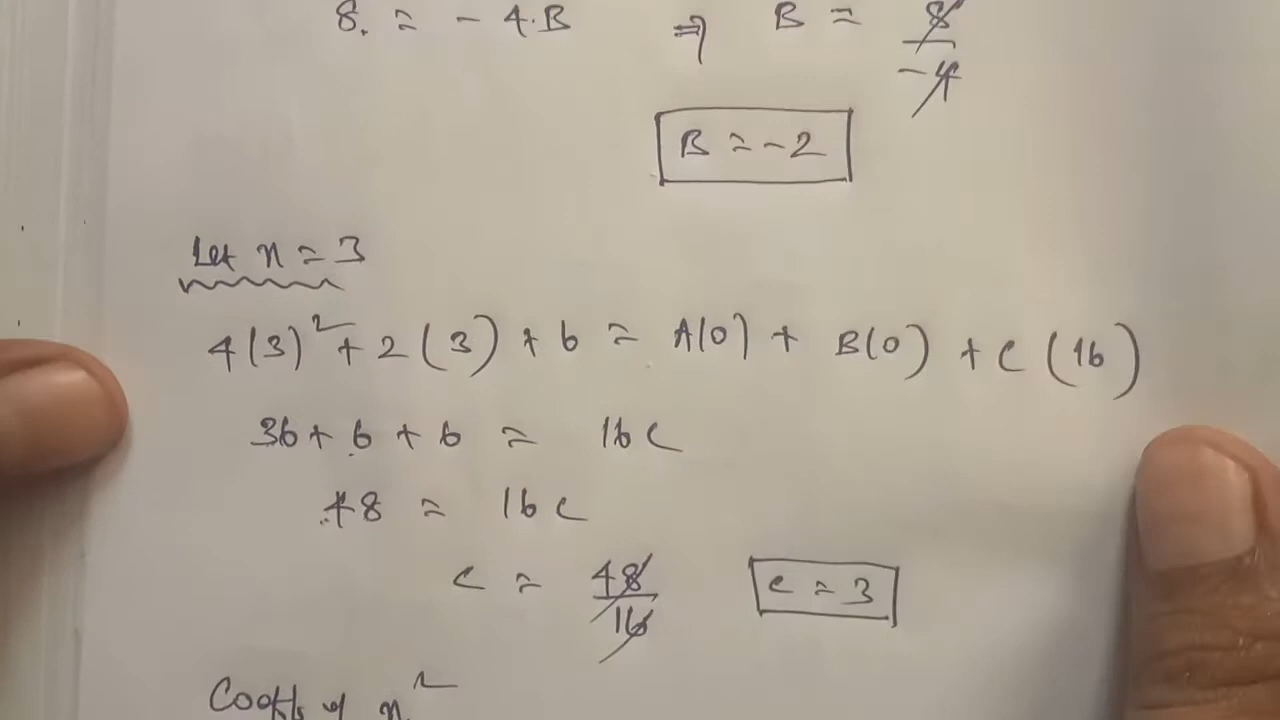 8. = - 4.B ⇒ B = 8/-4
B = -2
Let x = 3
4(3)² + 2(3) + 6 = A(0) + B(0) + C(16)
36 + 6 + 6 = 16C
48 = 16C
C = 48/16 C = 3
Coeffs of x²